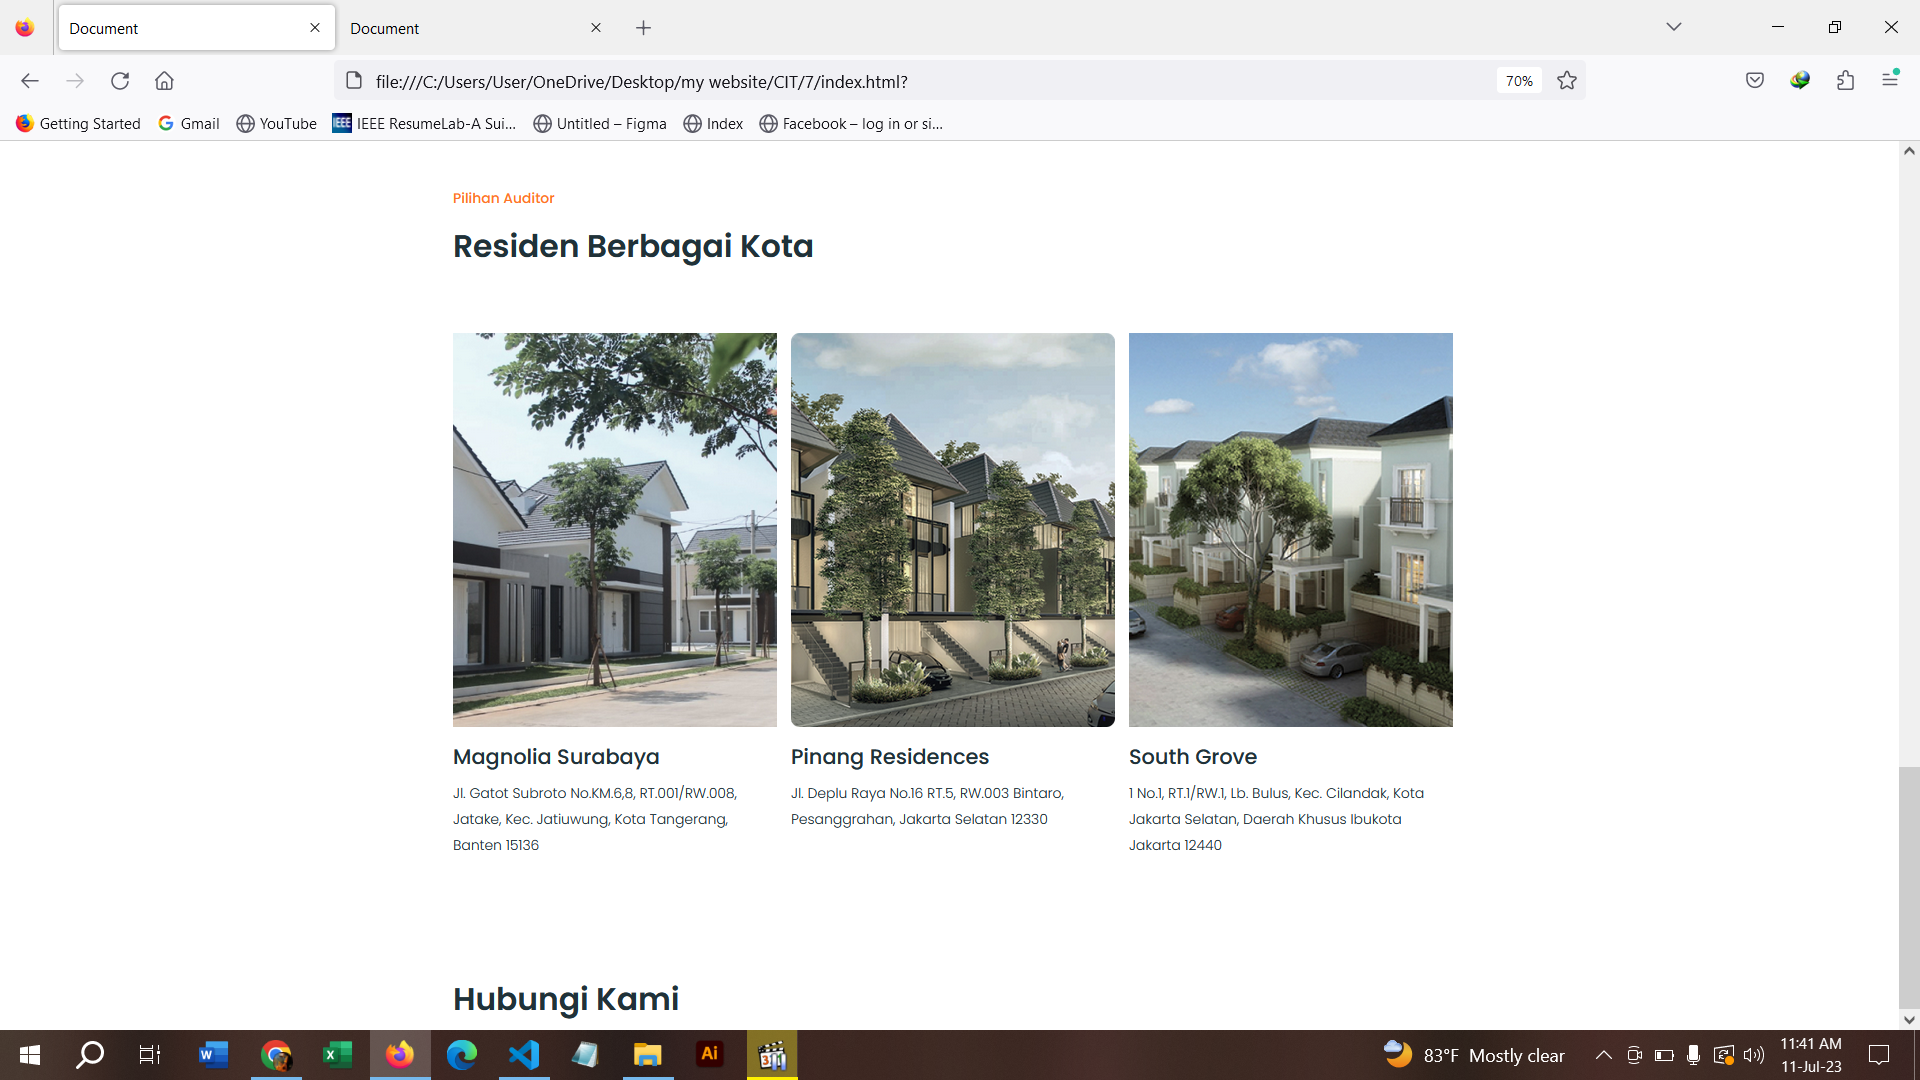 Document
Document
file:///C:/Users/User/OneDrive/Desktop/my website/CIT/7/index.html?
70%
Getting Started
Gmail
YouTube
IEEE
IEEE ResumeLab-A Sui...
Untitled – Figma
Index
Facebook – log in or si...
Pilihan Auditor
Residen Berbagai Kota
Magnolia Surabaya
Jl. Gatot Subroto No.KM.6,8, RT.001/RW.008,
Jatake, Kec. Jatiuwung, Kota Tangerang,
Banten 15136
Pinang Residences
Jl. Deplu Raya No.16 RT.5, RW.003 Bintaro,
Pesanggrahan, Jakarta Selatan 12330
South Grove
1 No.1, RT.1/RW.1, Lb. Bulus, Kec. Cilandak, Kota
Jakarta Selatan, Daerah Khusus Ibukota
Jakarta 12440
Hubungi Kami
Ai
83°F Mostly clear
11:41 AM
11-Jul-23